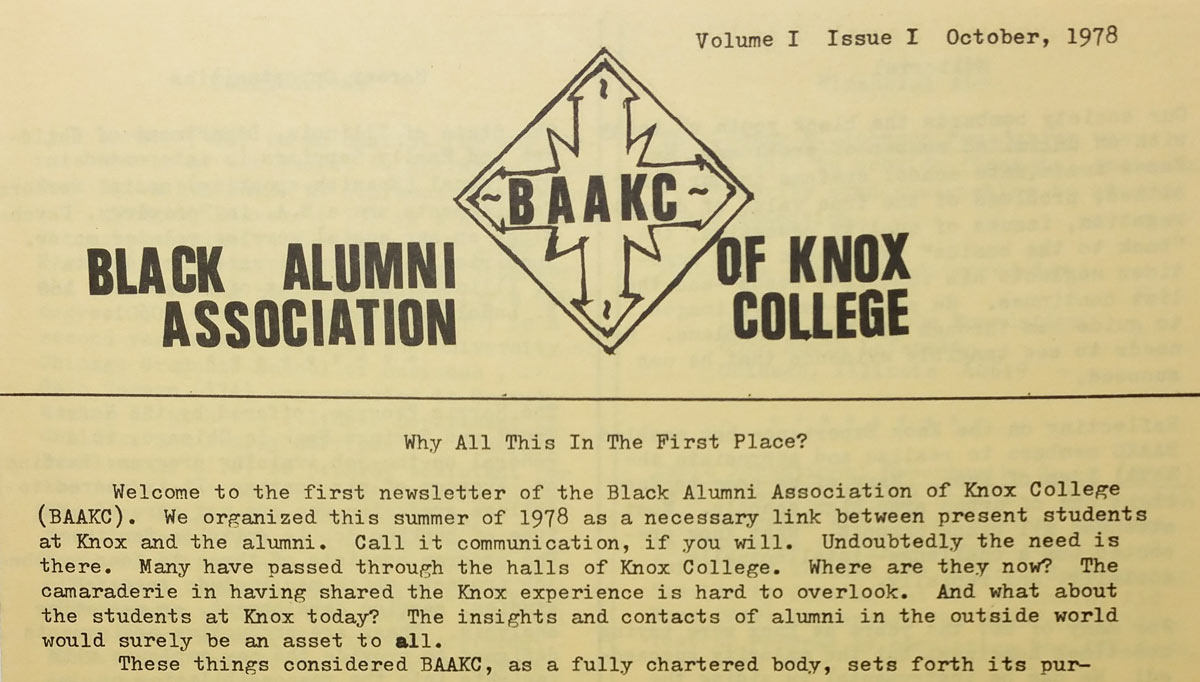 Volume I Issue I October, 1978
~
~BAAKC~
~
BLACK ALUMNI
ASSOCIATION
OF KNOX
COLLEGE
Why All This In The First Place?
Welcome to the first newsletter of the Black Alumni Association of Knox College
(BAAKC). We organized this summer of 1978 as a necessary link between present students
at Knox and the alumni. Call it communication, if you will. Undoubtedly the need is
there. Many have passed through the halls of Knox College. Where are they now? The
camaraderie in having shared the Knox experience is hard to overlook. And what about
the students at Knox today? The insights and contacts of alumni in the outside world
would surely be an asset to all.
These things considered BAAKC, as a fully chartered body, sets forth its pur-